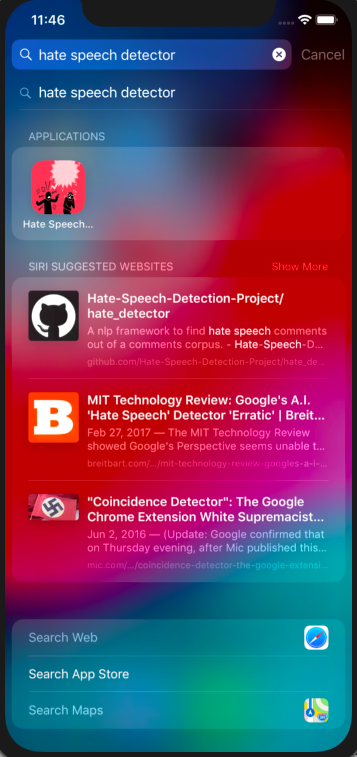 11:46
hate speech detector
Cancel
hate speech detector
APPLICATIONS
Hate Speech...
SIRI SUGGESTED WEBSITES
Show More
Hate-Speech-Detection-Project/
hate_detector
A nlp framework to find hate speech comments
out of a comments corpus. - Hate-Speech-D...
github.com/Hate-Speech-Detection-Project/hate_de...
B
MIT Technology Review: Google's A.I.
'Hate Speech' Detector 'Erratic' | Breit...
Feb 27, 2017 — The MIT Technology Review
showed Google's Perspective seems unable t...
breitbart.com/.../mit-technology-review-googles-a-i-...
"Coincidence Detector": The Google
Chrome Extension White Supremacist...
Jun 2, 2016 — (Update: Google confirmed that
on Thursday evening, after Mic published this...
mic.com/.../coincidence-detector-the-google-extensi...
Search Web
Search App Store
Search Maps